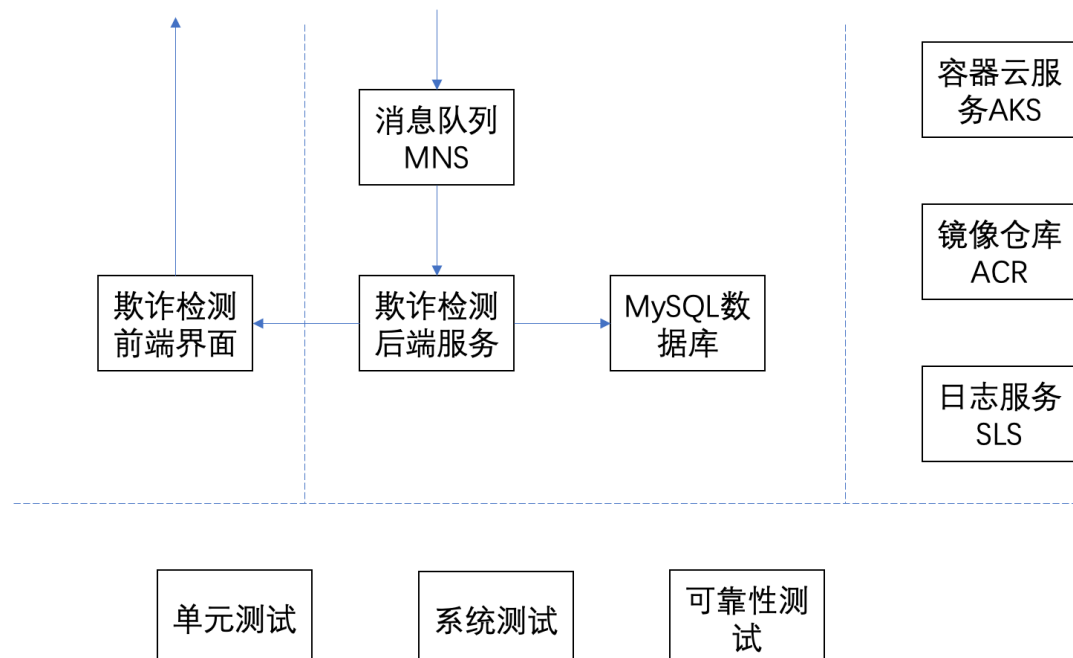 容器云服
务AKS
消息队列
MNS
镜像仓库
ACR
欺诈检测
前端界面
欺诈检测
后端服务
MySQL数
据库
日志服务
SLS
单元测试
系统测试
可靠性测
试